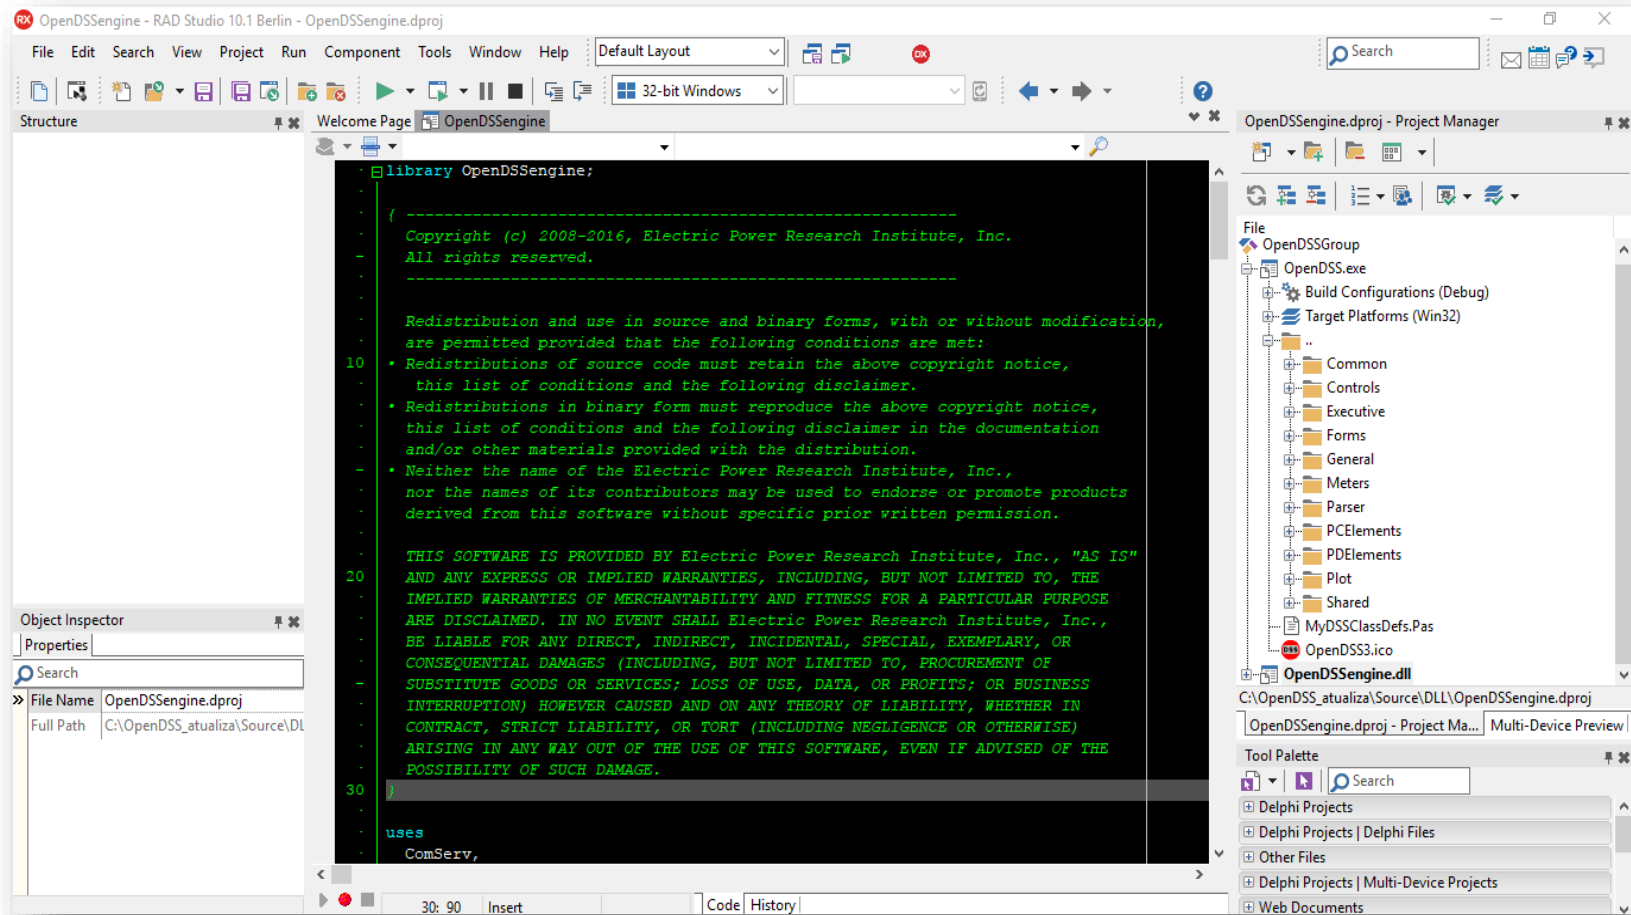 OpenDSSengine - RAD Studio 10.1 Berlin - OpenDSSengine.dproj
File Edit Search View Project Run Component Tools Window Help
Default Layout
Search
32-bit Windows
Structure
Welcome Page
OpenDSSengine
library OpenDSSengine;
{ ----------------------------------------------------------
Copyright (c) 2008-2016, Electric Power Research Institute, Inc.
All rights reserved.
----------------------------------------------------------
Redistribution and use in source and binary forms, with or without modification,
are permitted provided that the following conditions are met:
10
• Redistributions of source code must retain the above copyright notice,
this list of conditions and the following disclaimer.
• Redistributions in binary form must reproduce the above copyright notice,
this list of conditions and the following disclaimer in the documentation
and/or other materials provided with the distribution.
• Neither the name of the Electric Power Research Institute, Inc.,
nor the names of its contributors may be used to endorse or promote products
derived from this software without specific prior written permission.
THIS SOFTWARE IS PROVIDED BY Electric Power Research Institute, Inc., "AS IS"
20
AND ANY EXPRESS OR IMPLIED WARRANTIES, INCLUDING, BUT NOT LIMITED TO, THE
IMPLIED WARRANTIES OF MERCHANTABILITY AND FITNESS FOR A PARTICULAR PURPOSE
ARE DISCLAIMED. IN NO EVENT SHALL Electric Power Research Institute, Inc.,
BE LIABLE FOR ANY DIRECT, INDIRECT, INCIDENTAL, SPECIAL, EXEMPLARY, OR
CONSEQUENTIAL DAMAGES (INCLUDING, BUT NOT LIMITED TO, PROCUREMENT OF
SUBSTITUTE GOODS OR SERVICES; LOSS OF USE, DATA, OR PROFITS; OR BUSINESS
INTERRUPTION) HOWEVER CAUSED AND ON ANY THEORY OF LIABILITY, WHETHER IN
CONTRACT, STRICT LIABILITY, OR TORT (INCLUDING NEGLIGENCE OR OTHERWISE)
ARISING IN ANY WAY OUT OF THE USE OF THIS SOFTWARE, EVEN IF ADVISED OF THE
POSSIBILITY OF SUCH DAMAGE.
30
}
uses
ComServ,
30: 90
Insert
Code
History
Object Inspector
Properties
Search
File Name OpenDSSengine.dproj
Full Path C:\OpenDSS_atualiza\Source\DL
OpenDSSengine.dproj - Project Manager
File
OpenDSSGroup
OpenDSS.exe
Build Configurations (Debug)
Target Platforms (Win32)
..
Common
Controls
Executive
Forms
General
Meters
Parser
PCElements
PDElements
Plot
Shared
MyDSSClassDefs.Pas
OpenDSS3.ico
OpenDSSengine.dll
C:\OpenDSS_atualiza\Source\DLL\OpenDSSengine.dproj
OpenDSSengine.dproj - Project Ma...
Multi-Device Preview
Tool Palette
Search
Delphi Projects
Delphi Projects | Delphi Files
Other Files
Delphi Projects | Multi-Device Projects
Web Documents